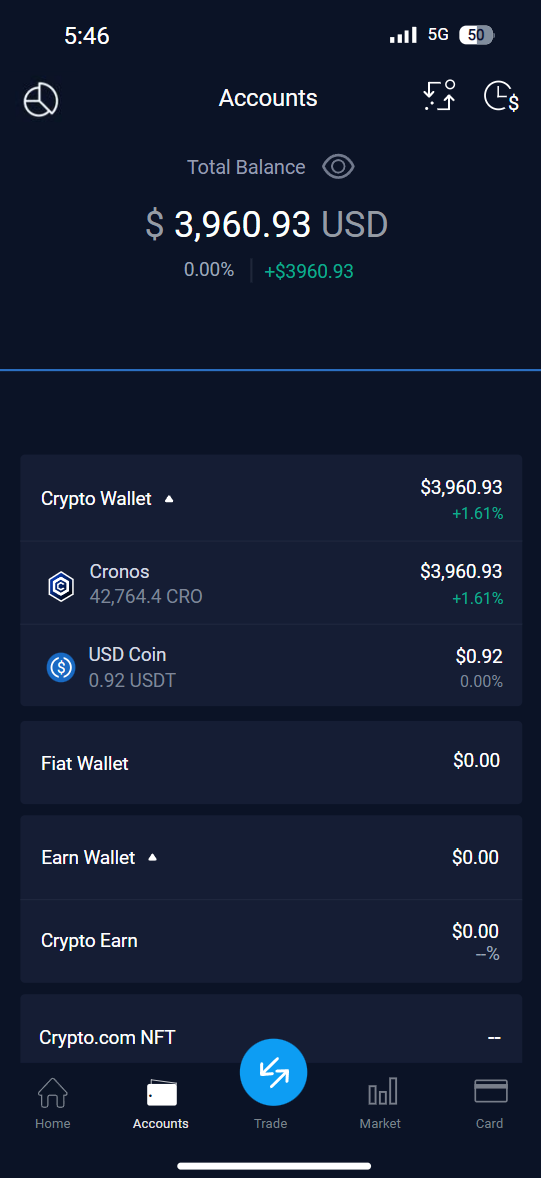 5:46
5G
50
Accounts
$
Total Balance
$ 3,960.93 USD
0.00%
+$3960.93
Crypto Wallet
$3,960.93
+1.61%
Cronos
$3,960.93
42,764.4 CRO
+1.61%
USD Coin
$0.92
0.92 USDT
0.00%
Fiat Wallet
$0.00
Earn Wallet
$0.00
Crypto Earn
$0.00
--%
Crypto.com NFT
--
Home
Accounts
Trade
Market
Card